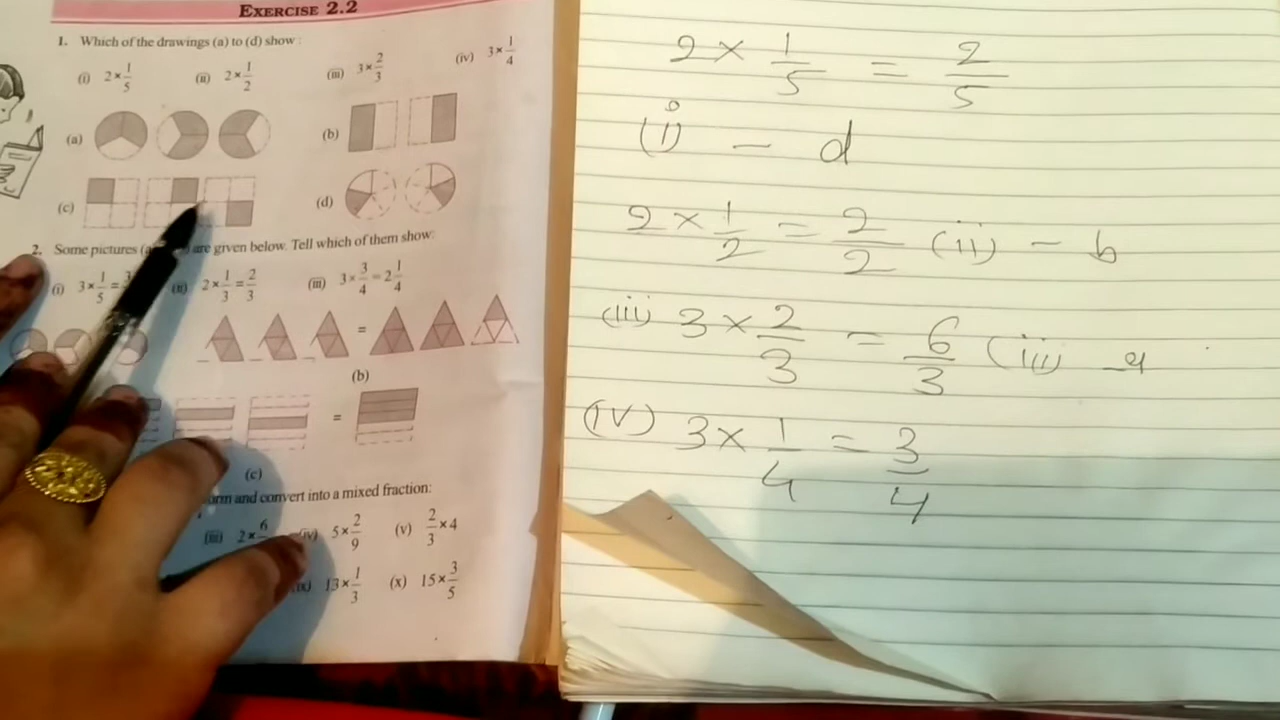 EXERCISE 2.2
1. Which of the drawings (a) to (d) show :
(i) 2 × 1/5 (ii) 2 × 1/2 (iii) 3 × 2/3 (iv) 3 × 1/4
(a) (b)
(c) (d)
2. Some pictures are given below. Tell which of them show:
(i) 3 × 1/5 = (ii) 2 × 1/3 = 2/3 (iii) 3 × 3/4 = 2 1/4
=
(b)
=
(c)
and convert into a mixed fraction:
(iii) 2 × 6 (iv) 5 × 2/9 (v) 2/3 × 4
13 × 1/3 (x) 15 × 3/5
2 × 1/5 = 2/5
(i) – d
2 × 1/2 = 2/2 (ii) – b
(iii) 3 × 2/3 = 6/3 (iii) – a
(iv) 3 × 1/4 = 3/4